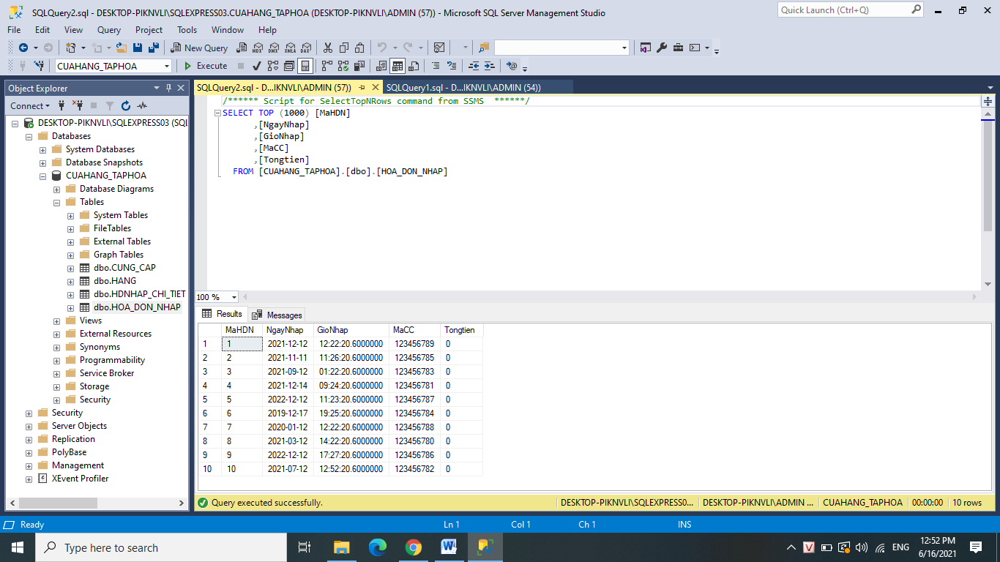 SQLQuery2.sql - DESKTOP-PIKNVLI\SQLEXPRESS03.CUAHANG_TAPHOA (DESKTOP-PIKNVLI\ADMIN (57)) - Microsoft SQL Server Management Studio
Quick Launch (Ctrl+Q)
File Edit View Query Project Tools Window Help
New Query MDX DMX XMLA DAX
CUAHANG_TAPHOA Execute
Object Explorer
Connect
DESKTOP-PIKNVLI\SQLEXPRESS03 (SQL
Databases
System Databases
Database Snapshots
CUAHANG_TAPHOA
Database Diagrams
Tables
System Tables
FileTables
External Tables
Graph Tables
dbo.CUNG_CAP
dbo.HANG
dbo.HDNHAP_CHI_TIET
dbo.HOA_DON_NHAP
Views
External Resources
Synonyms
Programmability
Service Broker
Storage
Security
Security
Server Objects
Replication
PolyBase
Management
XEvent Profiler
SQLQuery2.sql - D...IKNVLI\ADMIN (57)) SQLQuery1.sql - D...IKNVLI\ADMIN (54))
/****** Script for SelectTopNRows command from SSMS ******/
SELECT TOP (1000) [MaHDN]
,[NgayNhap]
,[GioNhap]
,[MaCC]
,[Tongtien]
FROM [CUAHANG_TAPHOA].[dbo].[HOA_DON_NHAP]
100 %
Results Messages
MaHDN NgayNhap GioNhap MaCC Tongtien
1 1 2021-12-12 12:22:20.6000000 123456789 0
2 2 2021-11-11 11:26:20.6000000 123456785 0
3 3 2021-09-12 01:22:20.6000000 123456783 0
4 4 2021-12-14 09:24:20.6000000 123456781 0
5 5 2022-12-12 11:23:20.6000000 123456787 0
6 6 2019-12-17 19:25:20.6000000 123456784 0
7 7 2020-01-12 12:22:20.6000000 123456788 0
8 8 2021-03-12 14:22:20.6000000 123456780 0
9 9 2022-12-12 17:27:20.6000000 123456786 0
10 10 2021-07-12 12:52:20.6000000 123456782 0
Query executed successfully. DESKTOP-PIKNVLI\SQLEXPRESS0... DESKTOP-PIKNVLI\ADMIN ... CUAHANG_TAPHOA 00:00:00 10 rows
Ready Ln 1 Col 1 Ch 1 INS
Type here to search
ENG
12:52 PM
6/16/2021